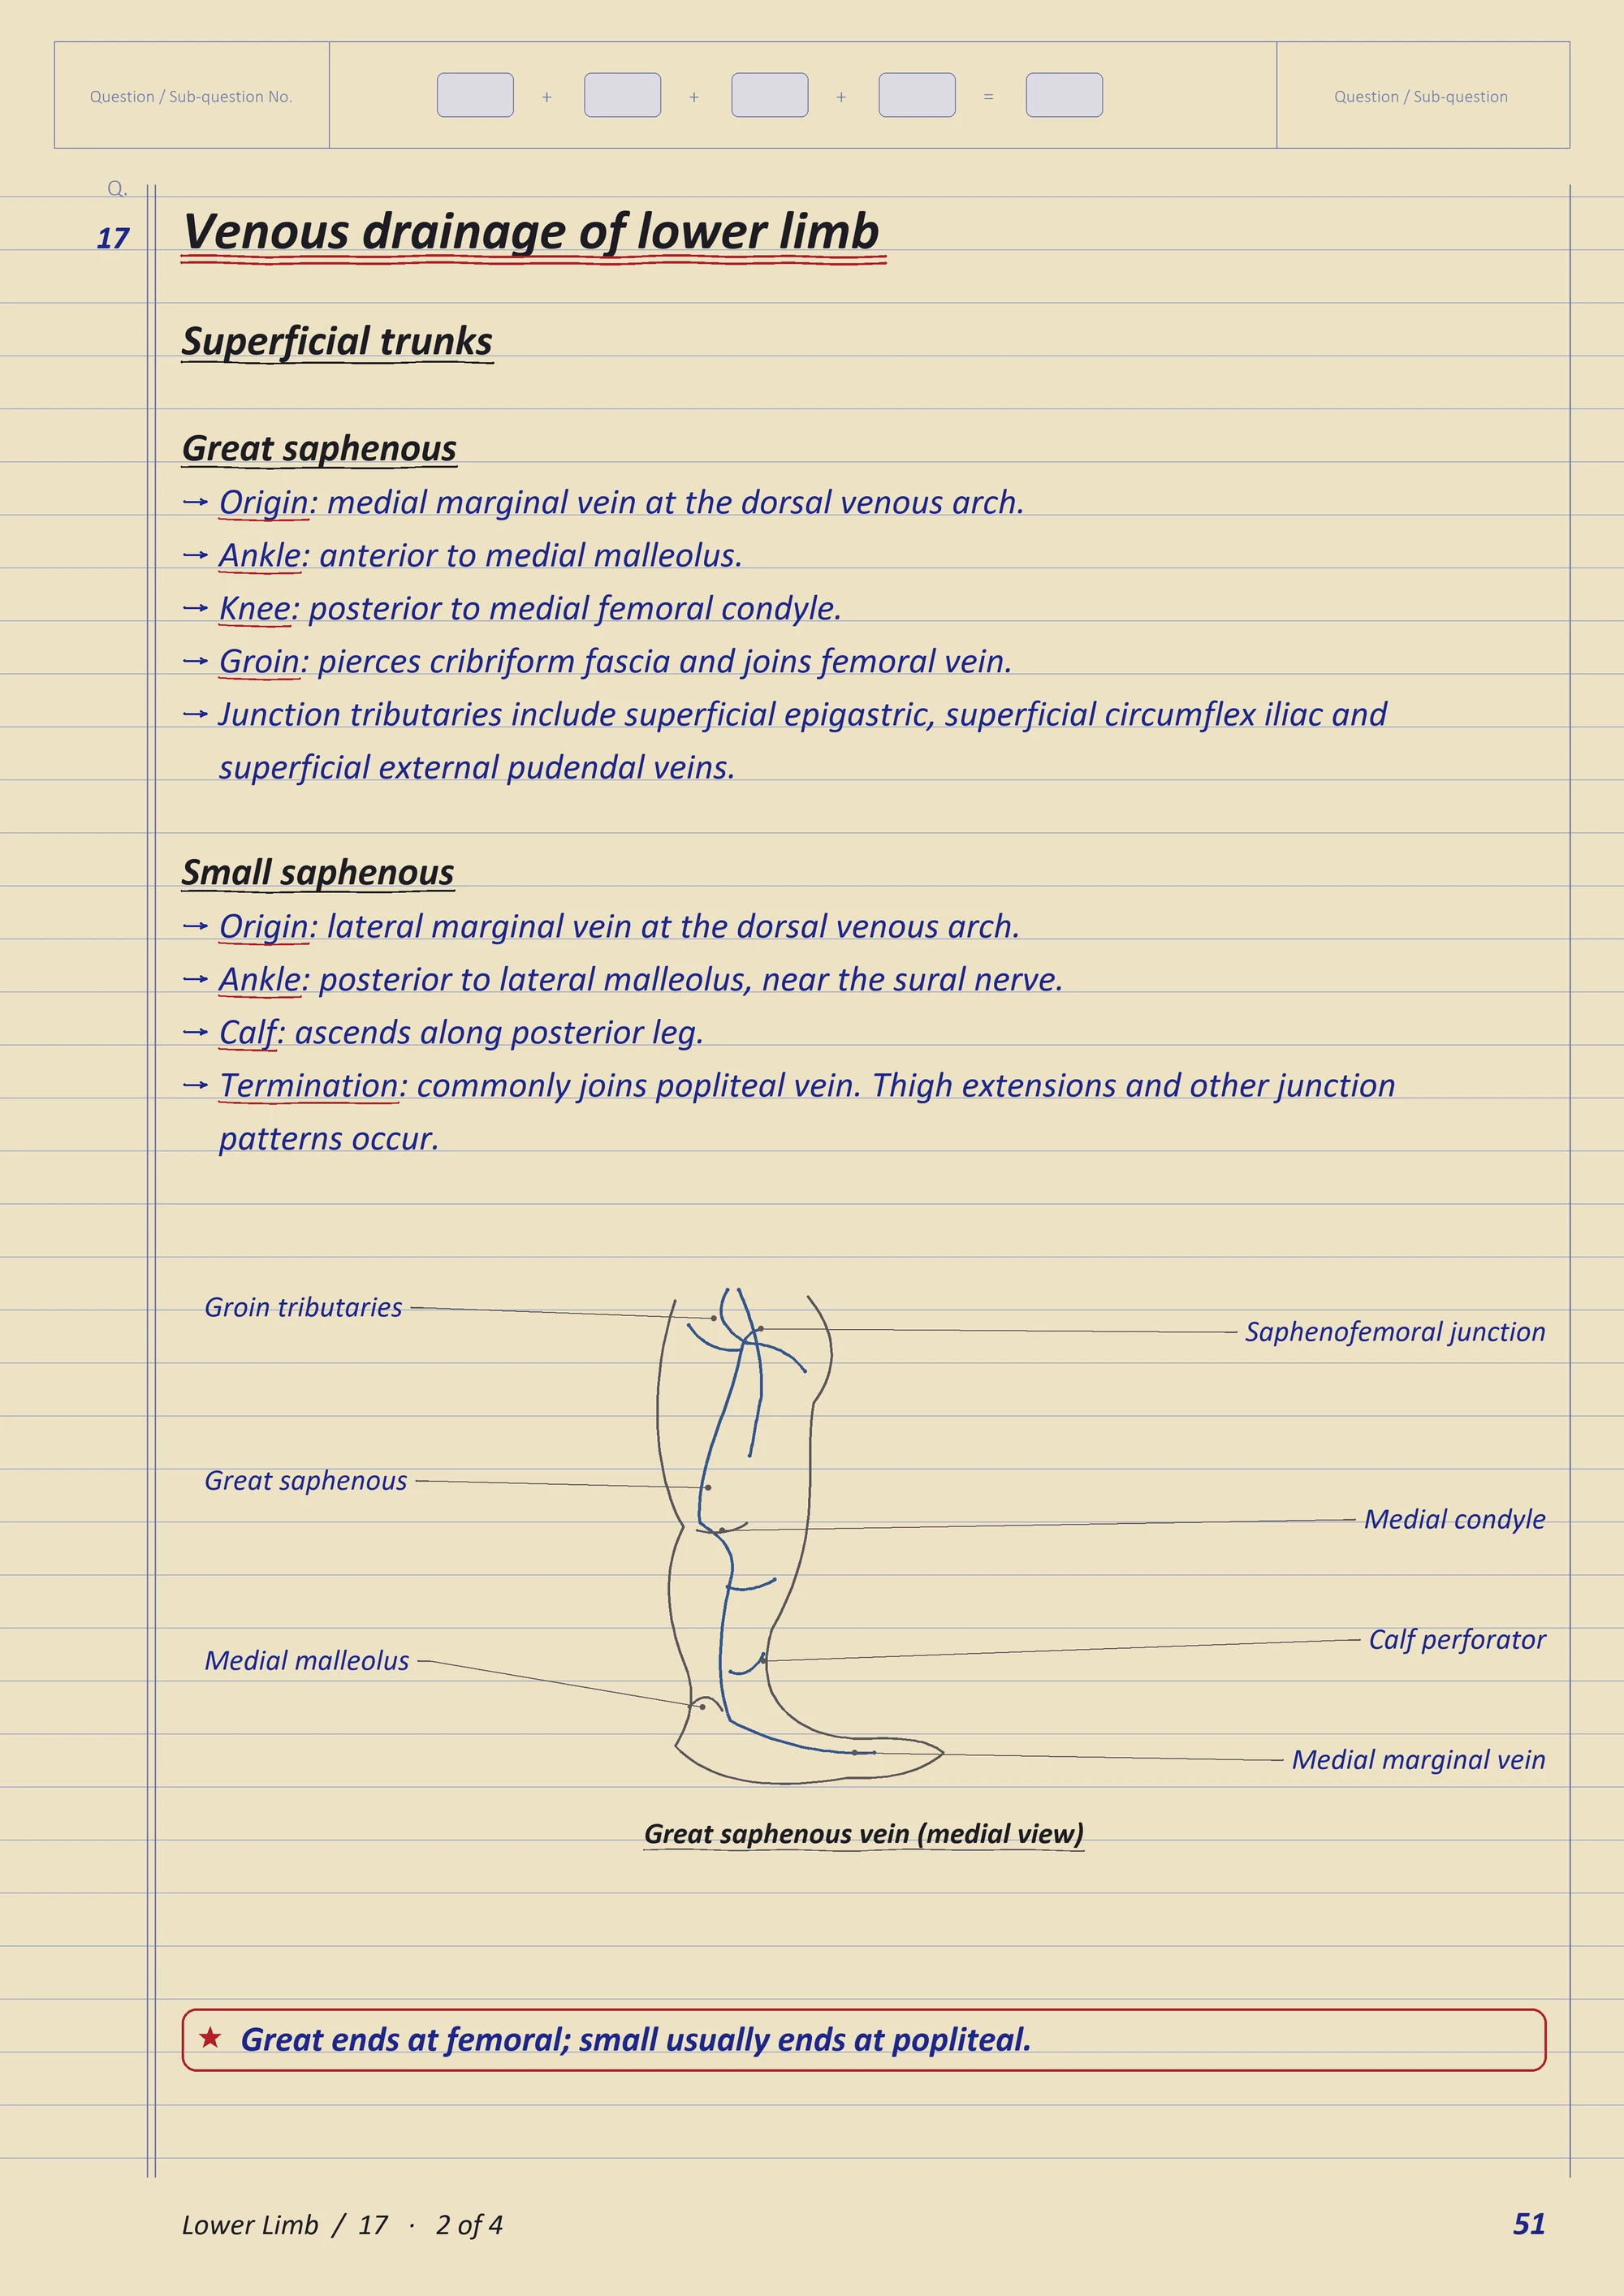 Question / Sub-question No.
+ + + =
Question / Sub-question
Q.
17
Venous drainage of lower limb
Superficial trunks
Great saphenous
→ Origin: medial marginal vein at the dorsal venous arch.
→ Ankle: anterior to medial malleolus.
→ Knee: posterior to medial femoral condyle.
→ Groin: pierces cribriform fascia and joins femoral vein.
→ Junction tributaries include superficial epigastric, superficial circumflex iliac and
superficial external pudendal veins.
Small saphenous
→ Origin: lateral marginal vein at the dorsal venous arch.
→ Ankle: posterior to lateral malleolus, near the sural nerve.
→ Calf: ascends along posterior leg.
→ Termination: commonly joins popliteal vein. Thigh extensions and other junction
patterns occur.
Groin tributaries
Saphenofemoral junction
Great saphenous
Medial condyle
Calf perforator
Medial malleolus
Medial marginal vein
Great saphenous vein (medial view)
★ Great ends at femoral; small usually ends at popliteal.
Lower Limb / 17 · 2 of 4
51